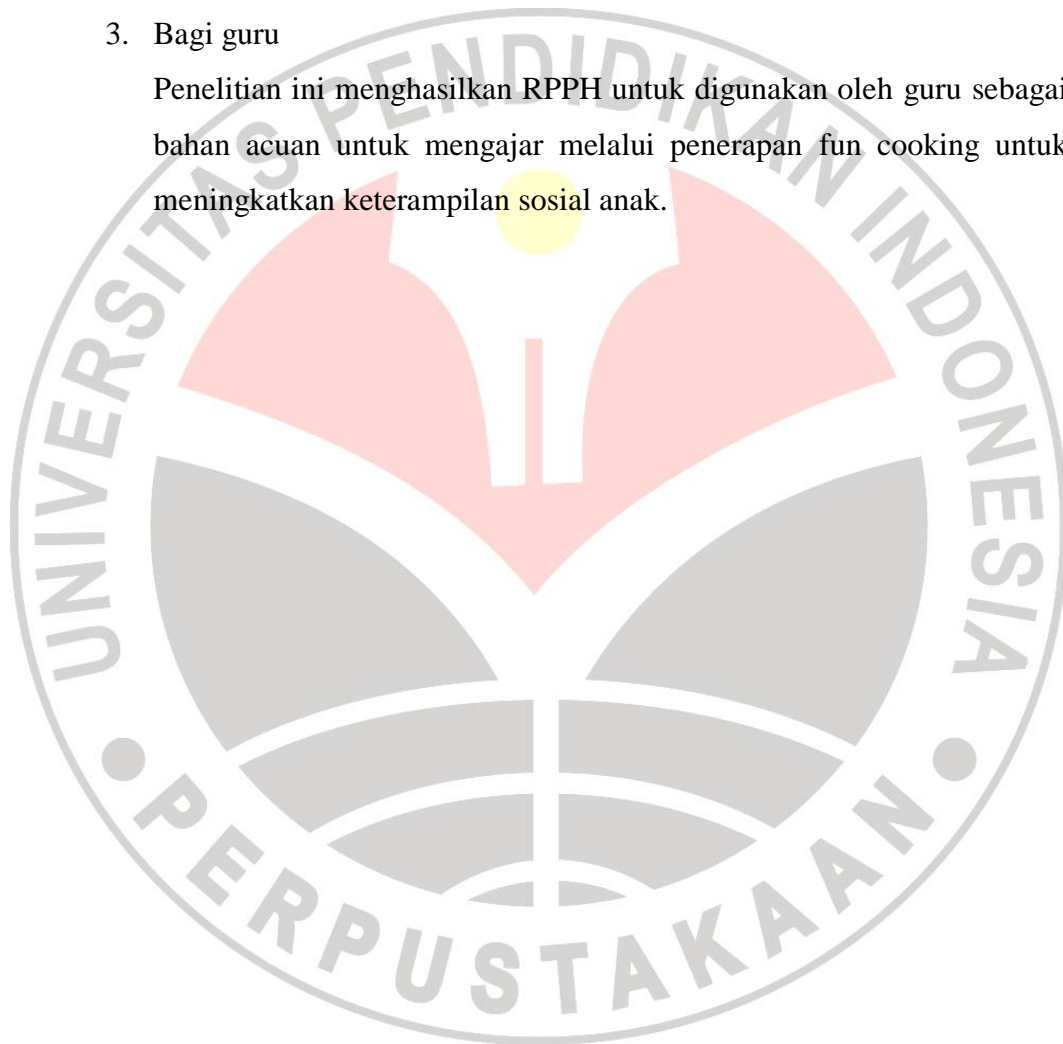 3. Bagi guru
Penelitian ini menghasilkan RPPH untuk digunakan oleh guru sebagai
bahan acuan untuk mengajar melalui penerapan fun cooking untuk
meningkatkan keterampilan sosial anak.
UNIVERSITAS PENDIDIKAN INDONESIA
PERPUSTAKAAN